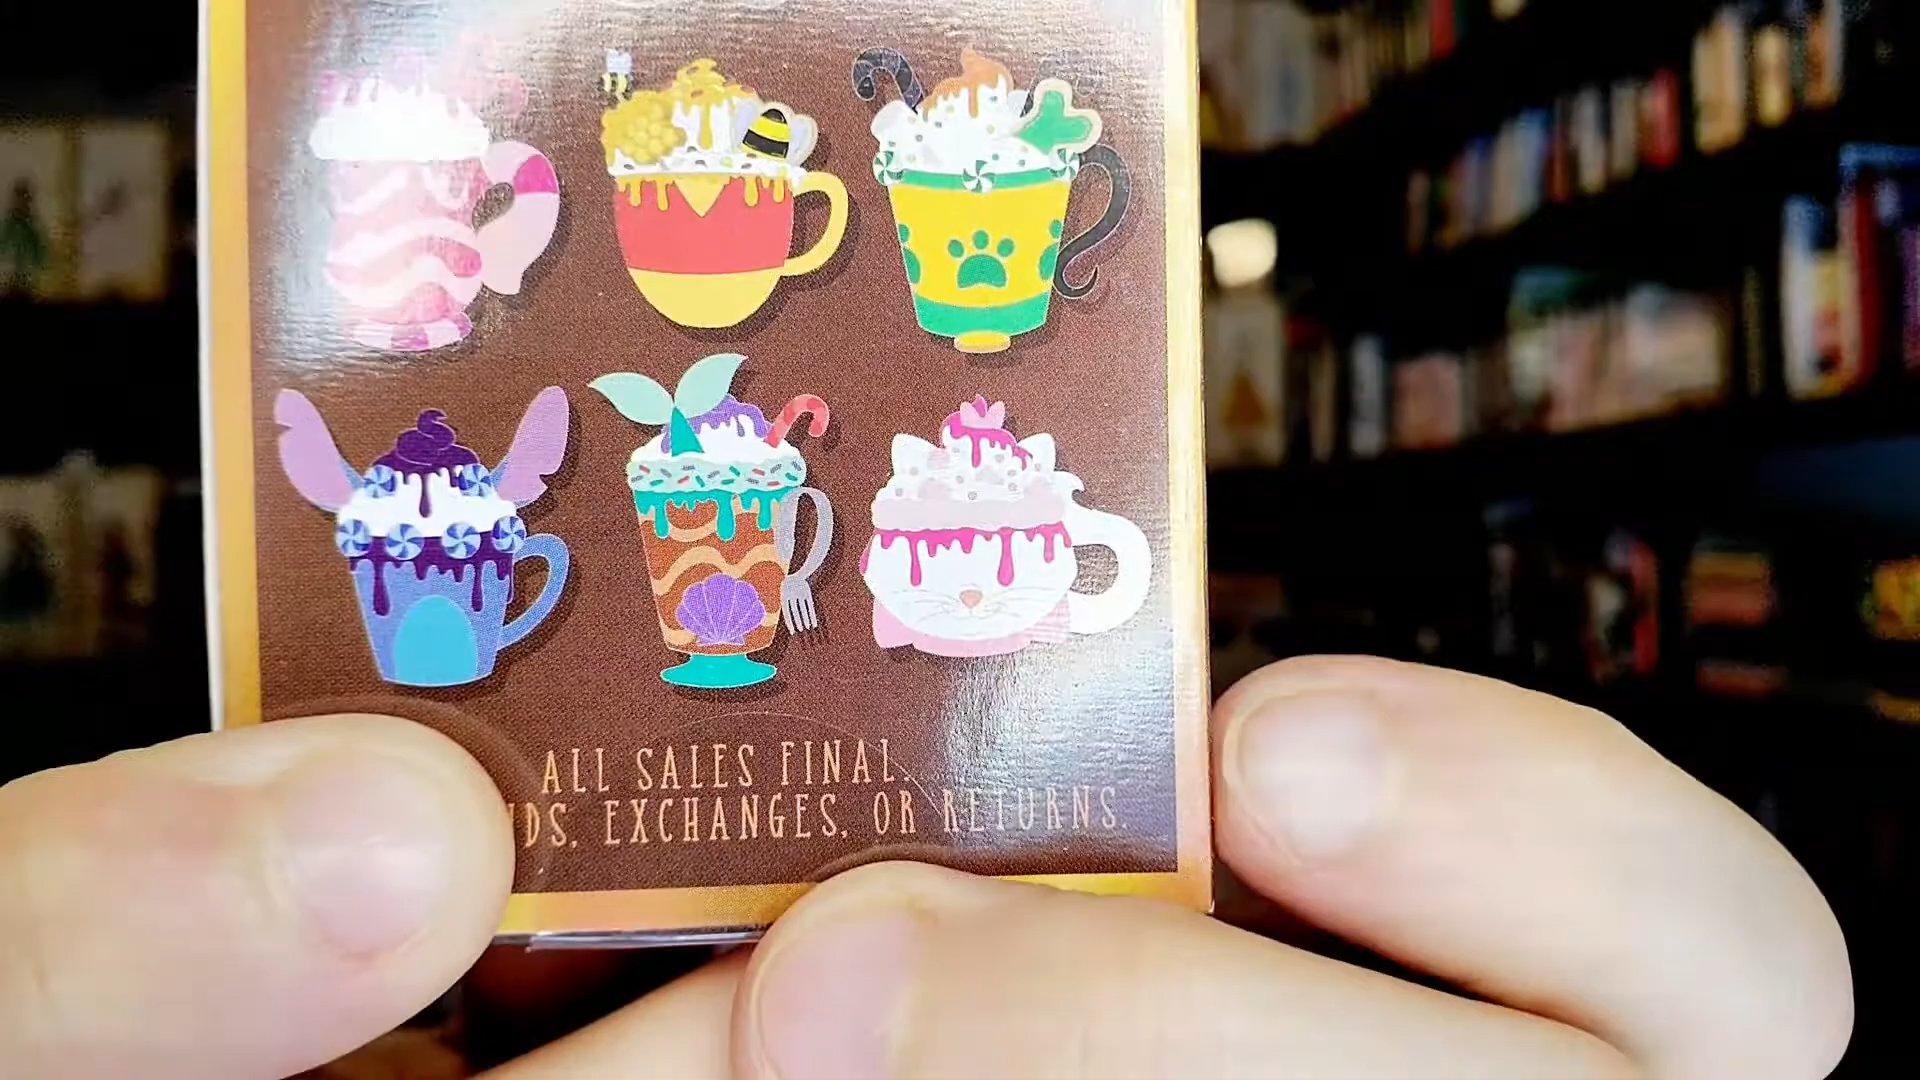 ALL SALES FINAL.
EXCHANGES, OR RETURNS.